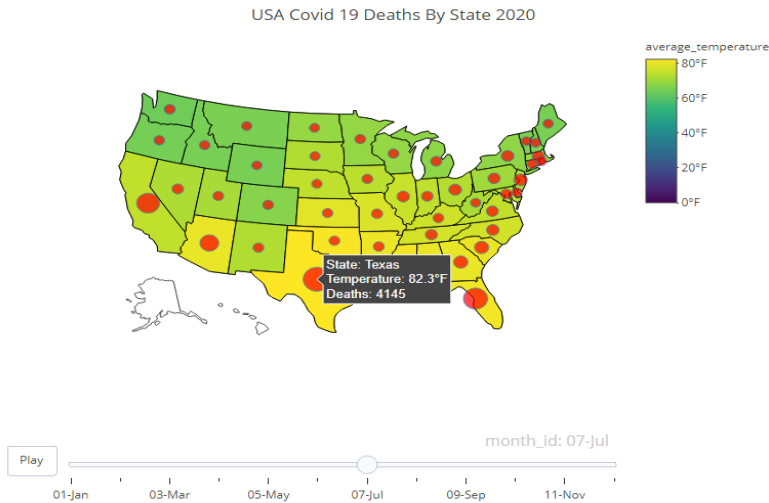 USA Covid 19 Deaths By State 2020
average_temperature
80°F
60°F
40°F
20°F
0°F
State: Texas
Temperature: 82.3°F
Deaths: 4145
month_id: 07-Jul
Play
01-Jan 03-Mar 05-May 07-Jul 09-Sep 11-Nov